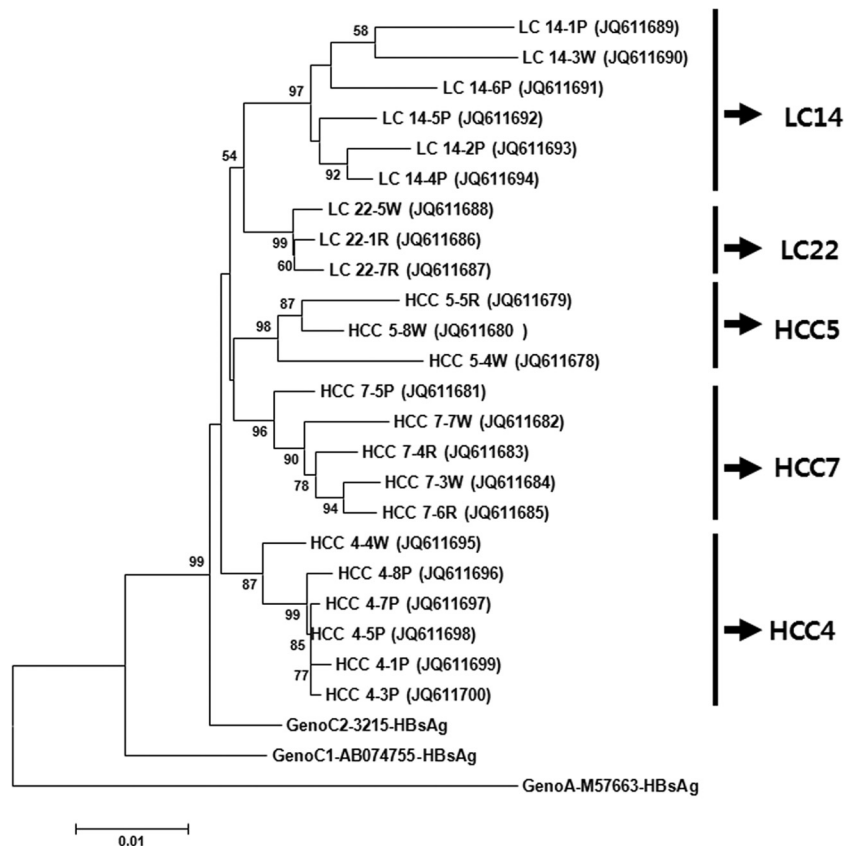 58
LC 14-1P (JQ611689)
LC 14-3W (JQ611690)
97
LC 14-6P (JQ611691)
LC 14-5P (JQ611692)
LC14
LC 14-2P (JQ611693)
54
92
LC 14-4P (JQ611694)
LC 22-5W (JQ611688)
99
LC 22-1R (JQ611686)
LC22
60
LC 22-7R (JQ611687)
87
HCC 5-5R (JQ611679)
98
HCC 5-8W (JQ611680 )
HCC5
HCC 5-4W (JQ611678)
HCC 7-5P (JQ611681)
96
HCC 7-7W (JQ611682)
90
HCC 7-4R (JQ611683)
HCC7
78
HCC 7-3W (JQ611684)
94
HCC 7-6R (JQ611685)
HCC 4-4W (JQ611695)
99
87
HCC 4-8P (JQ611696)
99
HCC 4-7P (JQ611697)
HCC 4-5P (JQ611698)
HCC4
85
HCC 4-1P (JQ611699)
77
HCC 4-3P (JQ611700)
GenoC2-3215-HBsAg
GenoC1-AB074755-HBsAg
GenoA-M57663-HBsAg
0.01